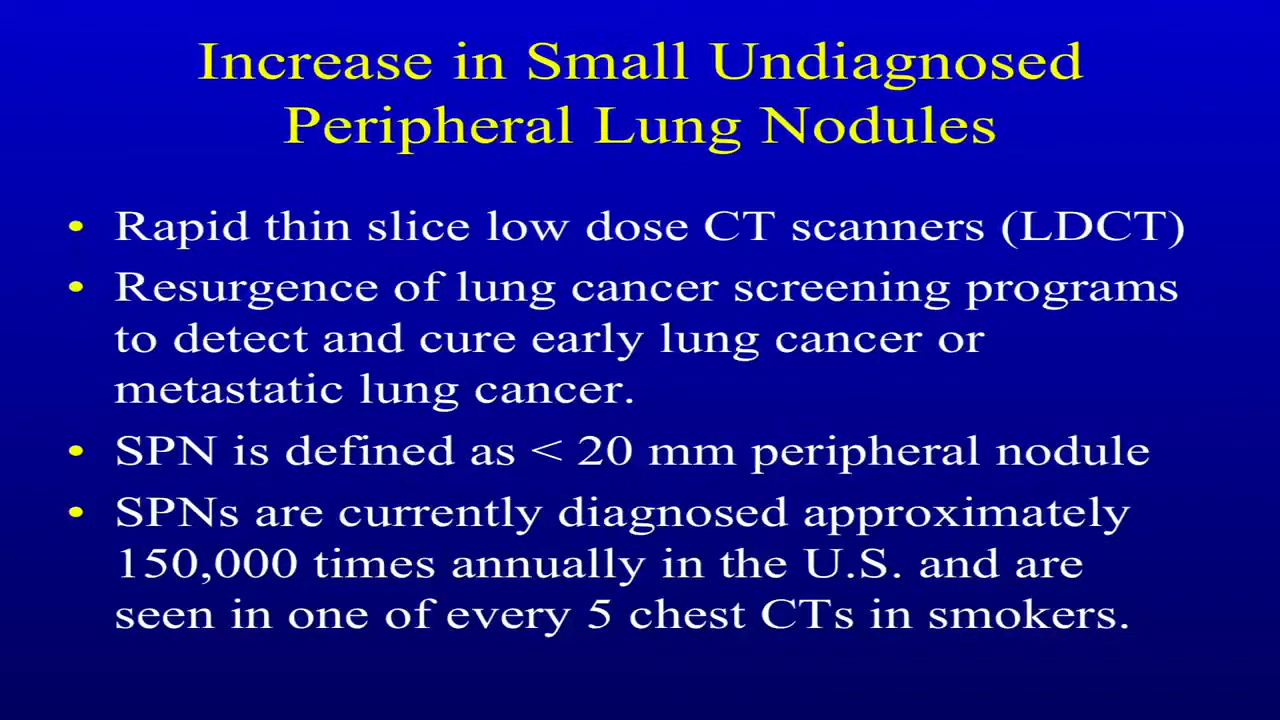 Increase in Small Undiagnosed
Peripheral Lung Nodules
• Rapid thin slice low dose CT scanners (LDCT)
• Resurgence of lung cancer screening programs
to detect and cure early lung cancer or
metastatic lung cancer.
• SPN is defined as < 20 mm peripheral nodule
• SPNs are currently diagnosed approximately
150,000 times annually in the U.S. and are
seen in one of every 5 chest CTs in smokers.